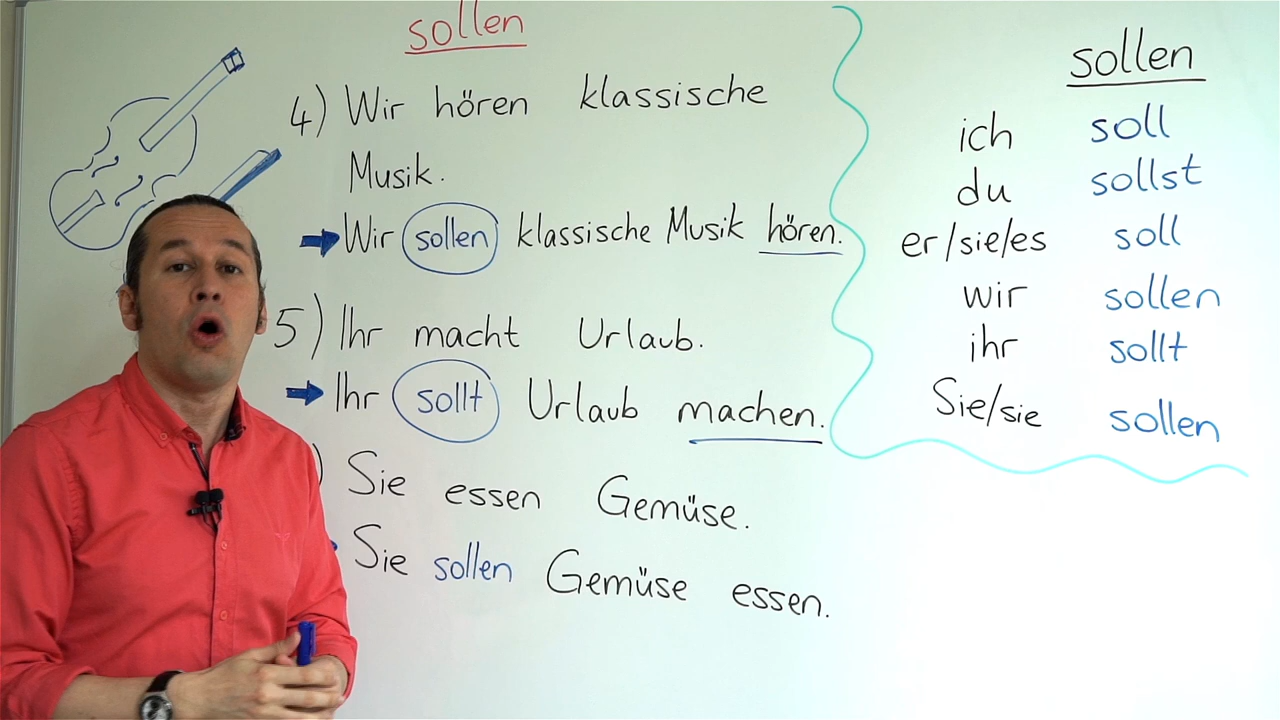 sollen
4) Wir hören klassische
Musik.
Wir sollen klassische Musik hören.
5) Ihr macht Urlaub.
Ihr sollt Urlaub machen.
) Sie essen Gemüse.
Sie sollen Gemüse essen.
sollen
ich soll
du sollst
er/sie/es soll
wir sollen
ihr sollt
Sie/sie sollen